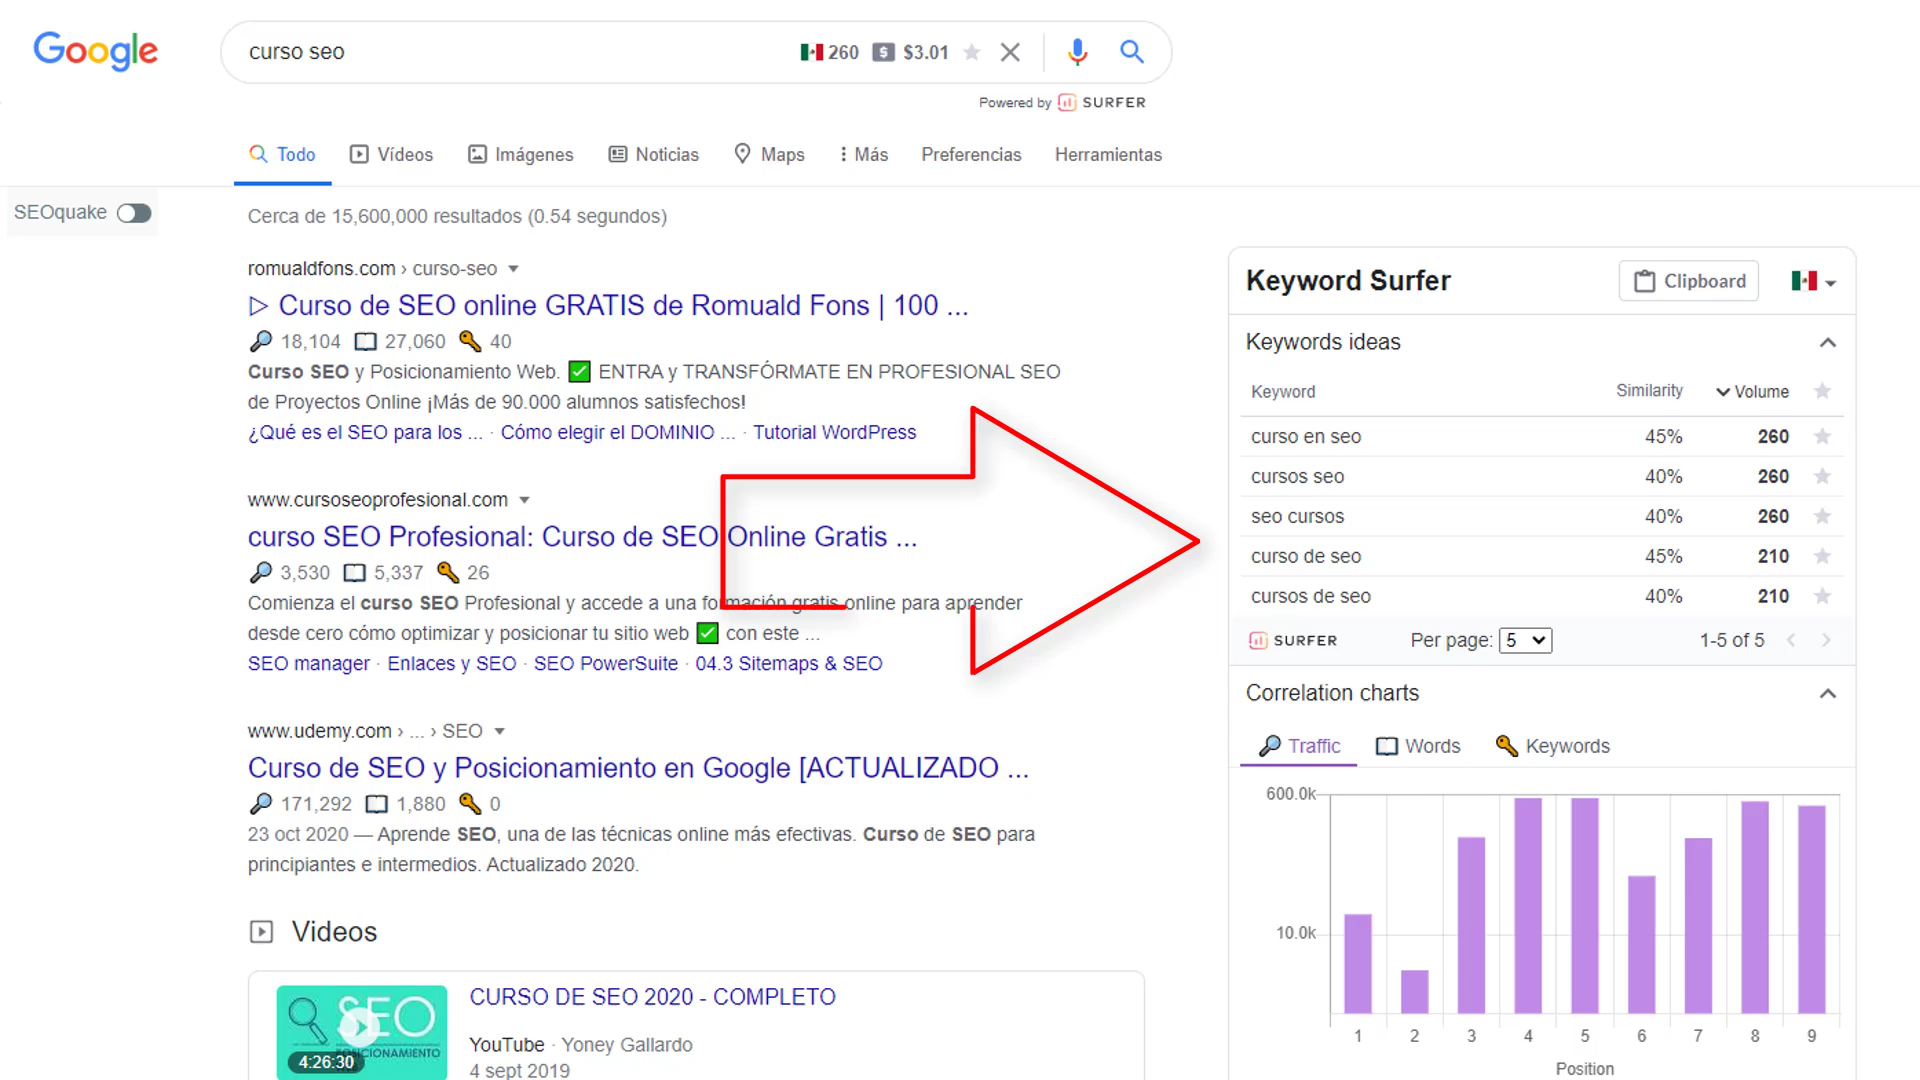 Google
curso seo
260 $ $3.01
Powered by SURFER
Todo Vídeos Imágenes Noticias Maps Más Preferencias Herramientas
SEOquake
Cerca de 15,600,000 resultados (0.54 segundos)
romualdfons.com › curso-seo
▷ Curso de SEO online GRATIS de Romuald Fons | 100 ...
18,104 27,060 40
Curso SEO y Posicionamiento Web. ✅ ENTRA y TRANSFÓRMATE EN PROFESIONAL SEO
de Proyectos Online ¡Más de 90.000 alumnos satisfechos!
¿Qué es el SEO para los ... · Cómo elegir el DOMINIO ... · Tutorial WordPress
www.cursoseoprofesional.com
curso SEO Profesional: Curso de SEO Online Gratis ...
3,530 5,337 26
Comienza el curso SEO Profesional y accede a una formación gratis online para aprender
desde cero cómo optimizar y posicionar tu sitio web ✅ con este ...
SEO manager · Enlaces y SEO · SEO PowerSuite · 04.3 Sitemaps & SEO
www.udemy.com › ... › SEO
Curso de SEO y Posicionamiento en Google [ACTUALIZADO ...
171,292 1,880 0
23 oct 2020 — Aprende SEO, una de las técnicas online más efectivas. Curso de SEO para
principiantes e intermedios. Actualizado 2020.
Videos
SEO
POSICIONAMIENTO
4:26:30
CURSO DE SEO 2020 - COMPLETO
YouTube · Yoney Gallardo
4 sept 2019
Keyword Surfer Clipboard
Keywords ideas
Keyword Similarity Volume
curso en seo 45% 260
cursos seo 40% 260
seo cursos 40% 260
curso de seo 45% 210
cursos de seo 40% 210
SURFER Per page: 5 1-5 of 5
Correlation charts
Traffic Words Keywords
600.0k
10.0k
1 2 3 4 5 6 7 8 9
Position